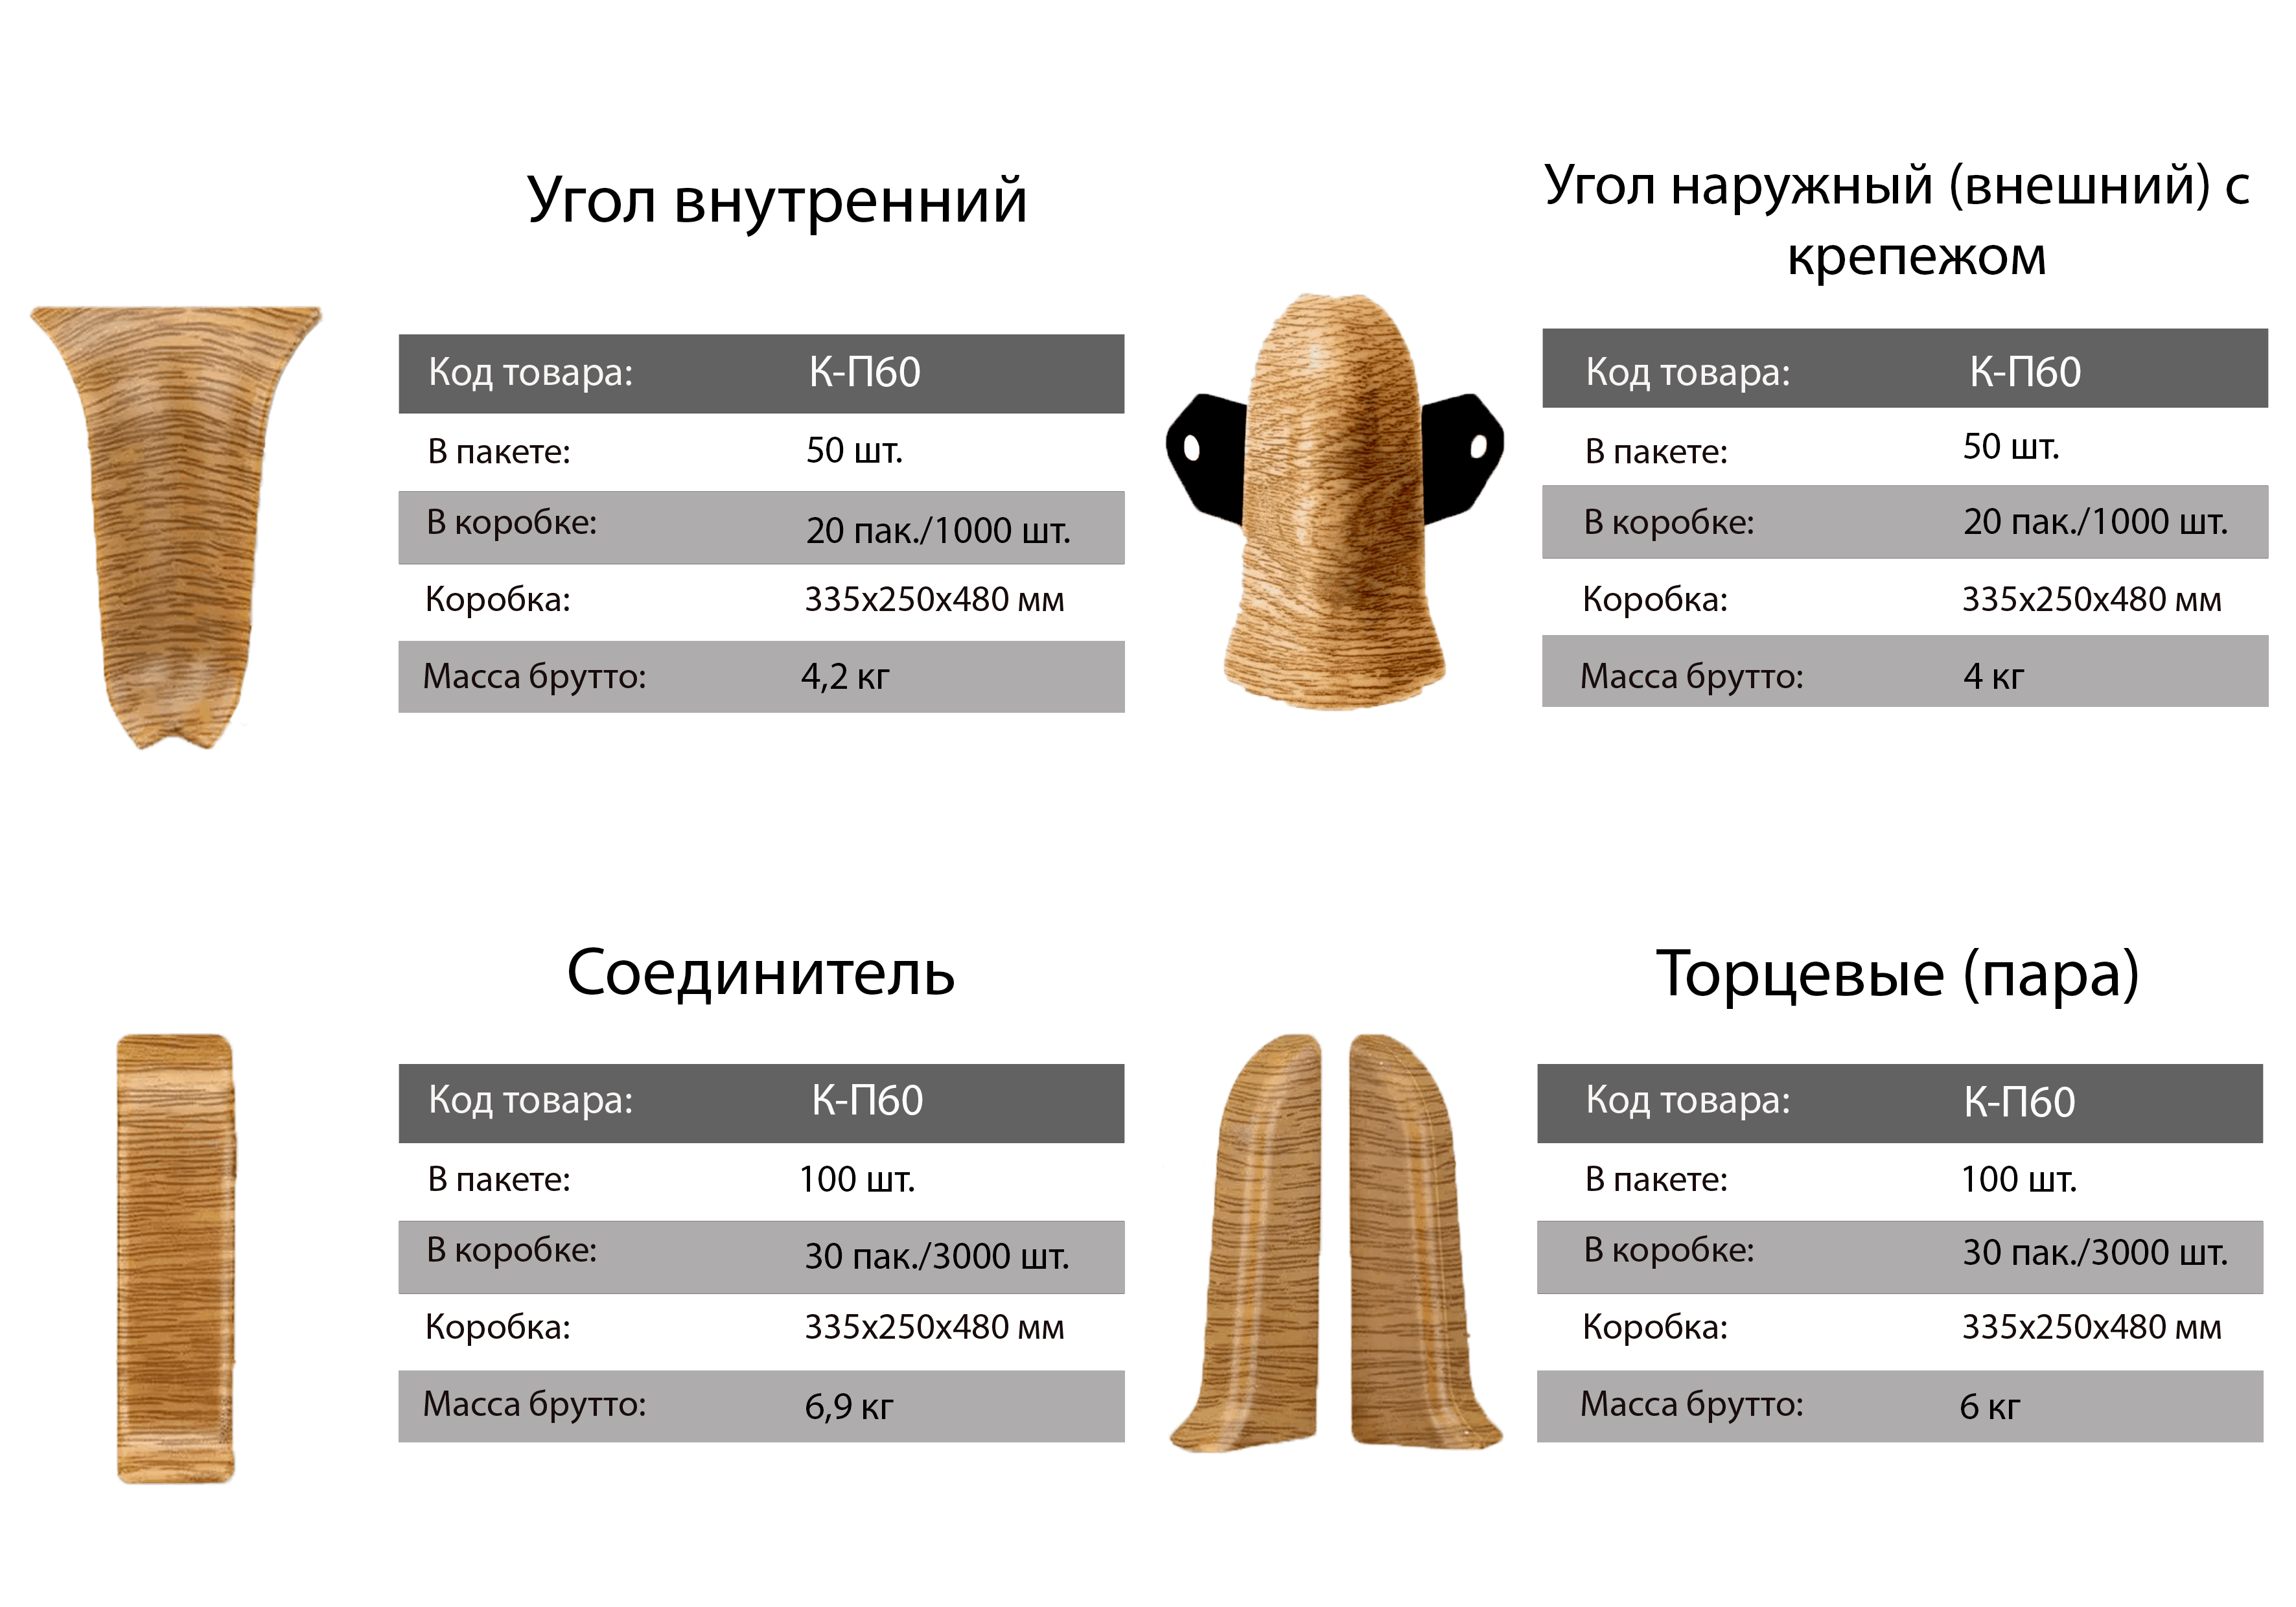 Угол внутренний
Код товара: К-П60
В пакете: 50 шт.
В коробке: 20 пак./1000 шт.
Коробка: 335х250х480 мм
Масса брутто: 4,2 кг
Угол наружный (внешний) с
крепежом
Код товара: К-П60
В пакете: 50 шт.
В коробке: 20 пак./1000 шт.
Коробка: 335х250х480 мм
Масса брутто: 4 кг
Соединитель
Код товара: К-П60
В пакете: 100 шт.
В коробке: 30 пак./3000 шт.
Коробка: 335х250х480 мм
Масса брутто: 6,9 кг
Торцевые (пара)
Код товара: К-П60
В пакете: 100 шт.
В коробке: 30 пак./3000 шт.
Коробка: 335х250х480 мм
Масса брутто: 6 кг